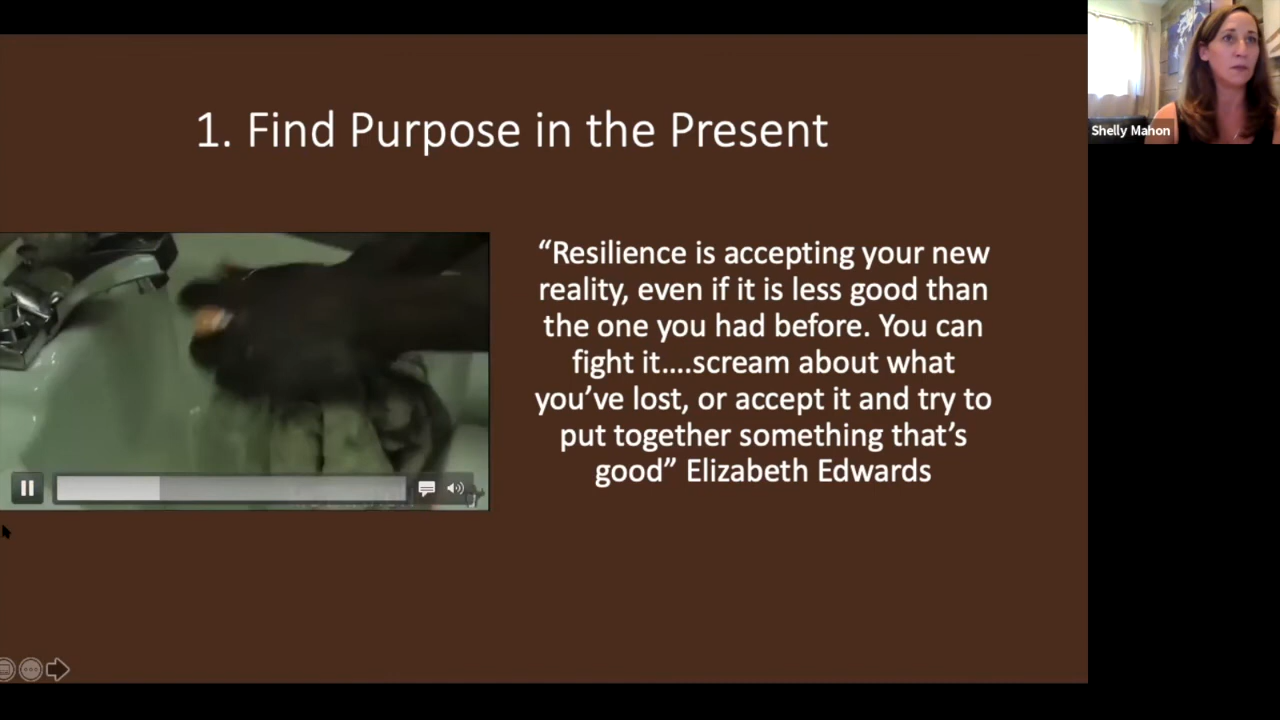 1. Find Purpose in the Present
Shelly Mahon
“Resilience is accepting your new
reality, even if it is less good than
the one you had before. You can
fight it....scream about what
you’ve lost, or accept it and try to
put together something that’s
good” Elizabeth Edwards